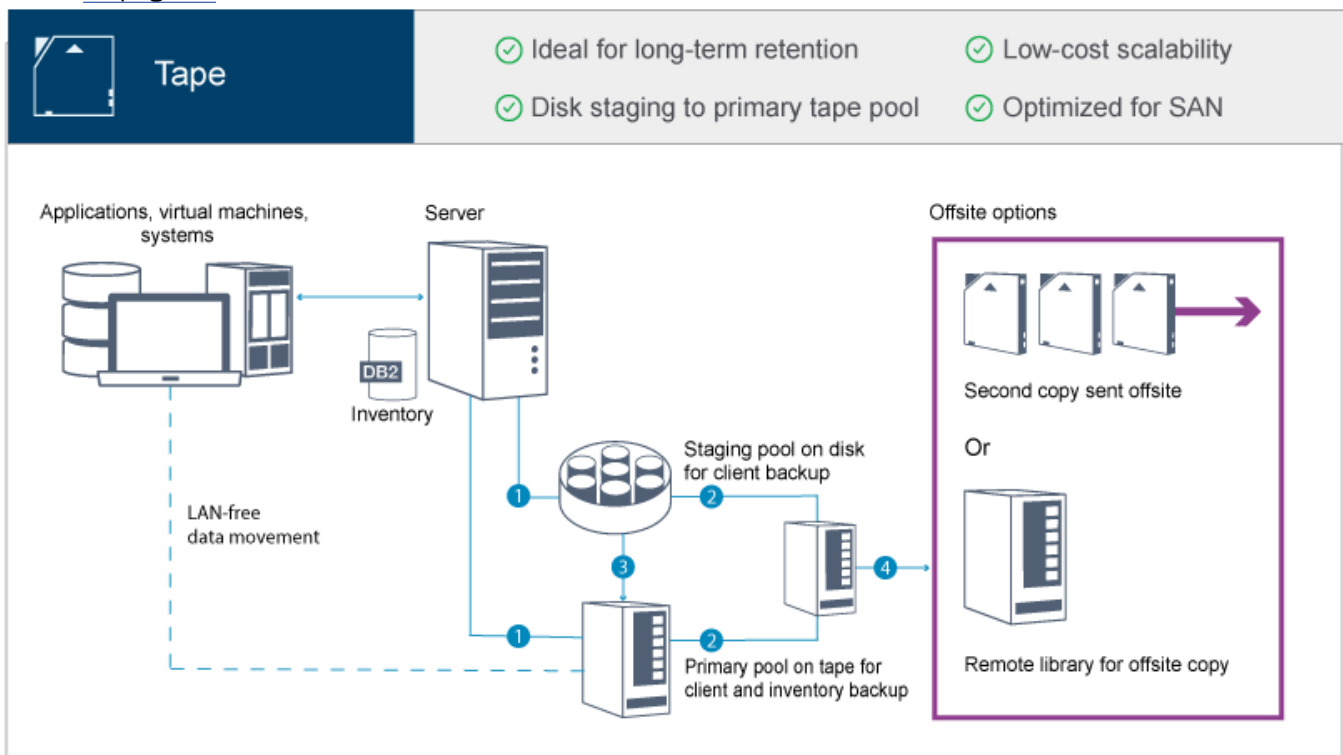 Tape
Ideal for long-term retention
Low-cost scalability
Disk staging to primary tape pool
Optimized for SAN
Applications, virtual machines,
systems
Server
Offsite options
DB2
Inventory
Second copy sent offsite
Or
Staging pool on disk
for client backup
1
2
LAN-free
data movement
3
4
1
2
Primary pool on tape for
client and inventory backup
Remote library for offsite copy